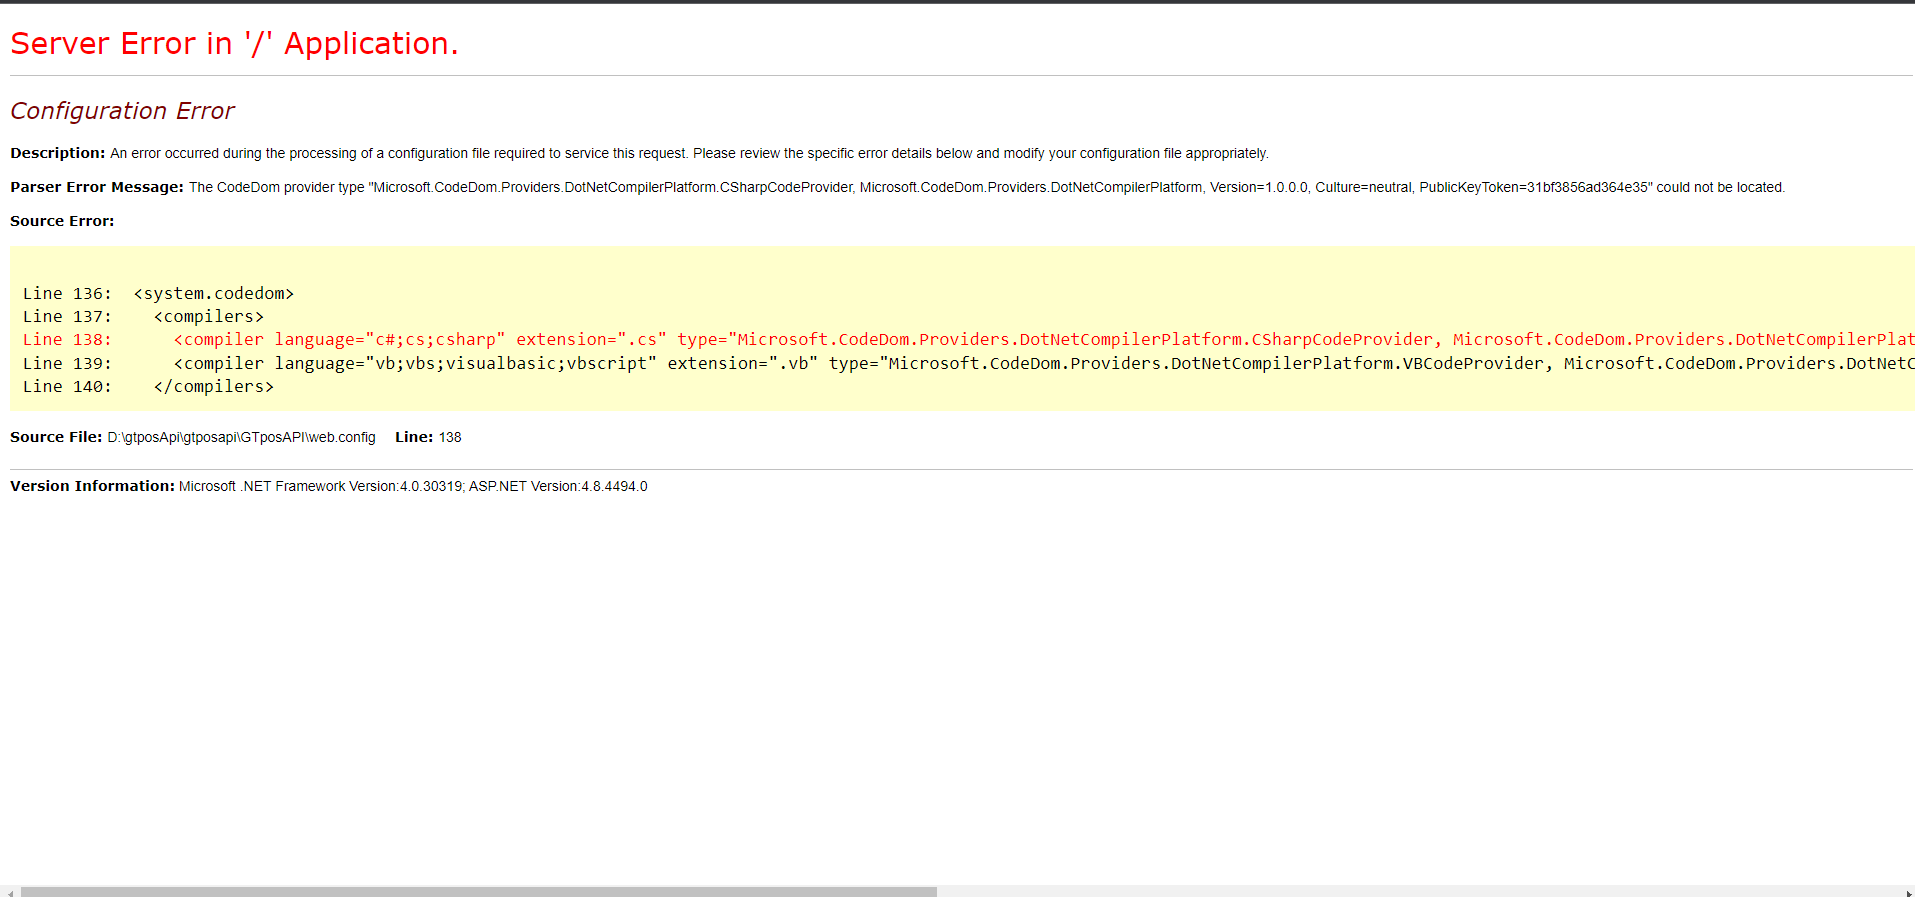 Server Error in '/' Application.
Configuration Error
Description: An error occurred during the processing of a configuration file required to service this request. Please review the specific error details below and modify your configuration file appropriately.
Parser Error Message: The CodeDom provider type "Microsoft.CodeDom.Providers.DotNetCompilerPlatform.CSharpCodeProvider, Microsoft.CodeDom.Providers.DotNetCompilerPlatform, Version=1.0.0.0, Culture=neutral, PublicKeyToken=31bf3856ad364e35" could not be located.
Source Error:
Line 136:  <system.codedom>
Line 137:    <compilers>
Line 138:      <compiler language="c#;cs;csharp" extension=".cs" type="Microsoft.CodeDom.Providers.DotNetCompilerPlatform.CSharpCodeProvider, Microsoft.CodeDom.Providers.DotNetCompilerPlat
Line 139:      <compiler language="vb;vbs;visualbasic;vbscript" extension=".vb" type="Microsoft.CodeDom.Providers.DotNetCompilerPlatform.VBCodeProvider, Microsoft.CodeDom.Providers.DotNetC
Line 140:    </compilers>
Source File: D:\gtposApi\gtposapi\GTposAPI\web.config    Line: 138
Version Information: Microsoft .NET Framework Version:4.0.30319; ASP.NET Version:4.8.4494.0